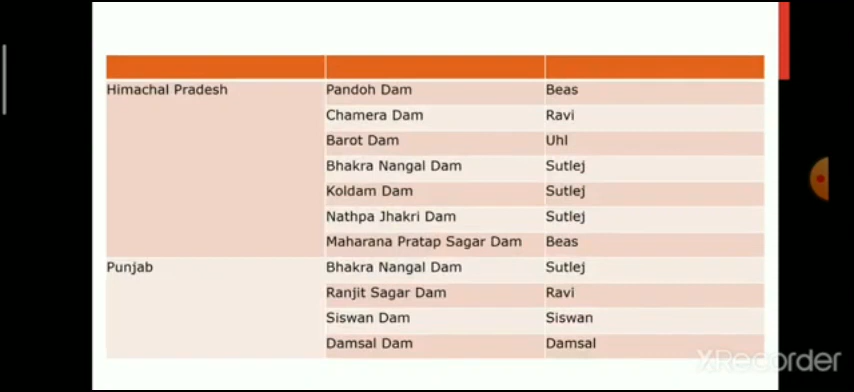 Himachal Pradesh Pandoh Dam Beas
Chamera Dam Ravi
Barot Dam Uhl
Bhakra Nangal Dam Sutlej
Koldam Dam Sutlej
Nathpa Jhakri Dam Sutlej
Maharana Pratap Sagar Dam Beas
Punjab Bhakra Nangal Dam Sutlej
Ranjit Sagar Dam Ravi
Siswan Dam Siswan
Damsal Dam Damsal
XRecorder